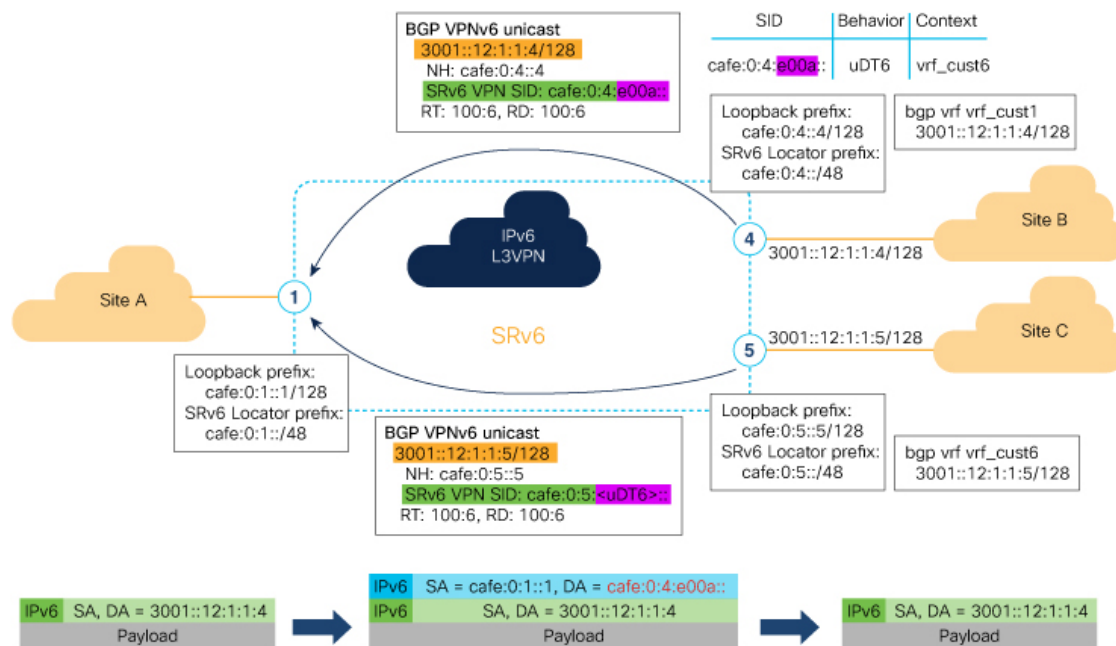 BGP VPNv6 unicast
3001::12:1:1:4/128
NH: cafe:0:4::4
SRv6 VPN SID: cafe:0:4:e00a::
RT: 100:6, RD: 100:6
SID Behavior Context
cafe:0:4:e00a:: uDT6 vrf_cust6
Loopback prefix:
cafe:0:4::4/128
SRv6 Locator prefix:
cafe:0:4::/48
bgp vrf vrf_cust1
3001::12:1:1:4/128
IPv6
L3VPN
Site A
1
4
Site B
3001::12:1:1:4/128
SRv6
5
3001::12:1:1:5/128
Site C
Loopback prefix:
cafe:0:1::1/128
SRv6 Locator prefix:
cafe:0:1::/48
BGP VPNv6 unicast
3001::12:1:1:5/128
NH: cafe:0:5::5
SRv6 VPN SID: cafe:0:5:<uDT6>::
RT: 100:6, RD: 100:6
Loopback prefix:
cafe:0:5::5/128
SRv6 Locator prefix:
cafe:0:5::/48
bgp vrf vrf_cust6
3001::12:1:1:5/128
IPv6 SA, DA = 3001::12:1:1:4
Payload
IPv6 SA = cafe:0:1::1, DA = cafe:0:4:e00a::
IPv6 SA, DA = 3001::12:1:1:4
Payload
IPv6 SA, DA = 3001::12:1:1:4
Payload